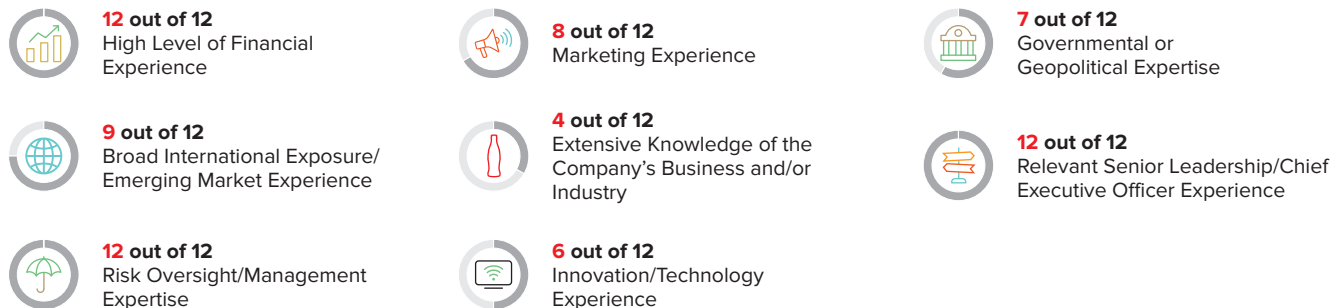 12 out of 12
High Level of Financial
Experience
8 out of 12
Marketing Experience
7 out of 12
Governmental or
Geopolitical Expertise
9 out of 12
Broad International Exposure/
Emerging Market Experience
4 out of 12
Extensive Knowledge of the
Company’s Business and/or
Industry
12 out of 12
Relevant Senior Leadership/Chief
Executive Officer Experience
12 out of 12
Risk Oversight/Management
Expertise
6 out of 12
Innovation/Technology
Experience